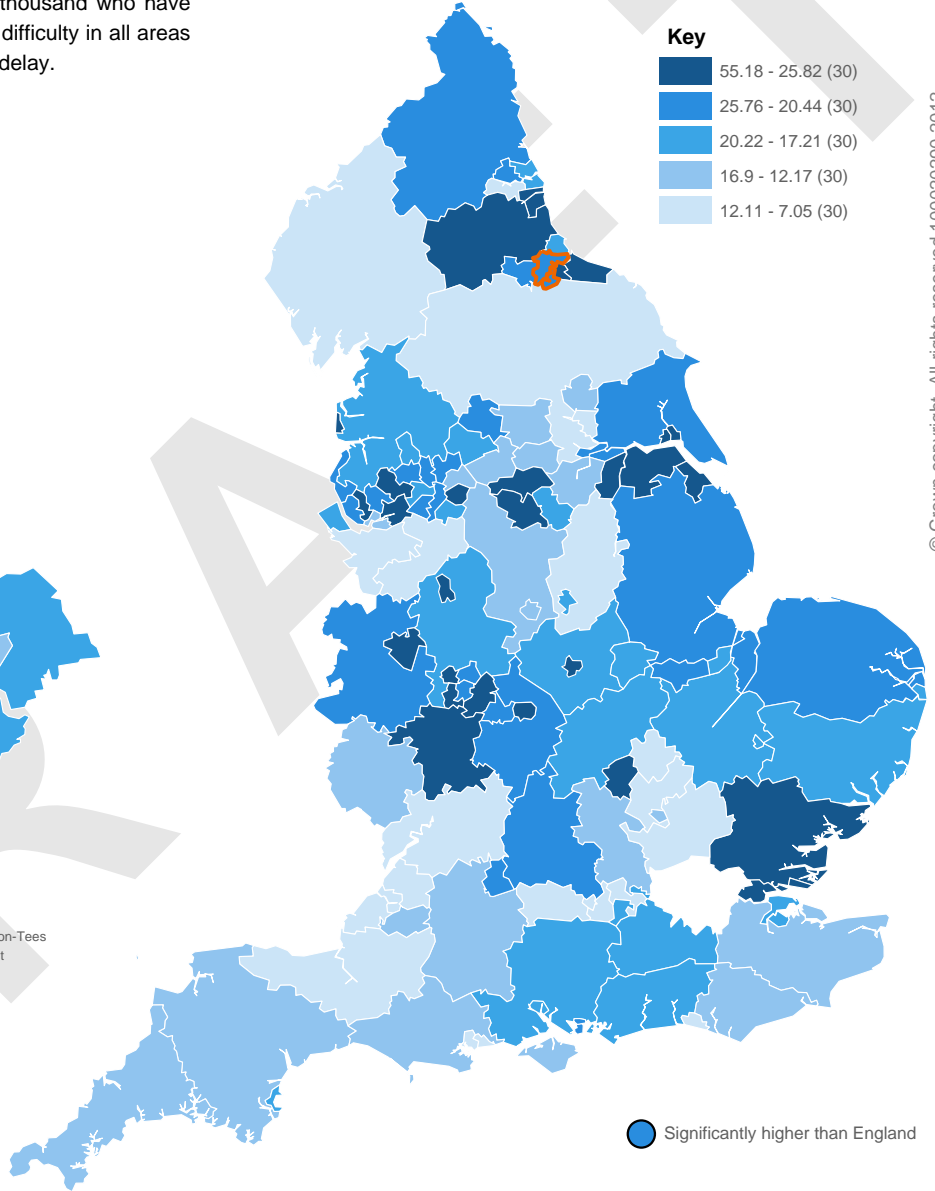 thousand who have
difficulty in all areas
delay.
Key
55.18 - 25.82 (30)
25.76 - 20.44 (30)
20.22 - 17.21 (30)
16.9 - 12.17 (30)
12.11 - 7.05 (30)
on-Tees
t
Significantly higher than England